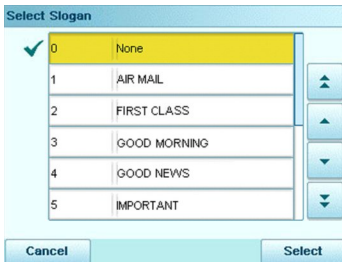 Select Slogan
0 None
1 AIR MAIL
2 FIRST CLASS
3 GOOD MORNING
4 GOOD NEWS
5 IMPORTANT
Cancel Select